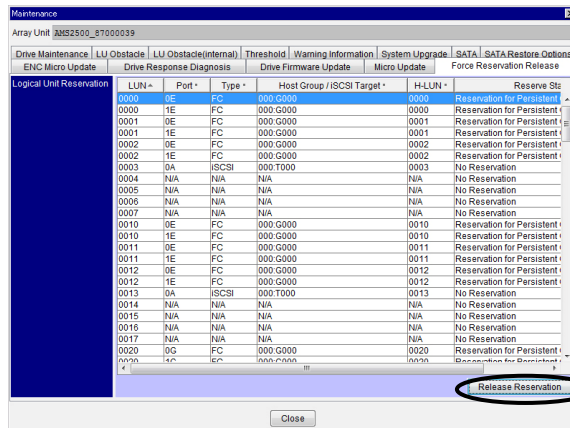 Maintenance
Array Unit AMS2500_87000039
Drive Maintenance LU Obstacle LU Obstacle(internal) Threshold Warning Information System Upgrade SATA SATA Restore Options
ENC Micro Update Drive Response Diagnosis Drive Firmware Update Micro Update Force Reservation Release
Logical Unit Reservation
LUN Port Type Host Group / iSCSI Target H-LUN Reserve Sta
0000 0E FC 000:G000 0000 Reservation for Persistent
0000 1E FC 000:G000 0000 Reservation for Persistent
0001 0E FC 000:G000 0001 Reservation for Persistent
0001 1E FC 000:G000 0001 Reservation for Persistent
0002 0E FC 000:G000 0002 Reservation for Persistent
0002 1E FC 000:G000 0002 Reservation for Persistent
0003 0A iSCSI 000:T000 0003 No Reservation
0004 N/A N/A N/A N/A No Reservation
0005 N/A N/A N/A N/A No Reservation
0006 N/A N/A N/A N/A No Reservation
0007 N/A N/A N/A N/A No Reservation
0010 0E FC 000:G000 0010 Reservation for Persistent
0010 1E FC 000:G000 0010 Reservation for Persistent
0011 0E FC 000:G000 0011 Reservation for Persistent
0011 1E FC 000:G000 0011 Reservation for Persistent
0012 0E FC 000:G000 0012 Reservation for Persistent
0012 1E FC 000:G000 0012 Reservation for Persistent
0013 0A iSCSI 000:T000 0013 No Reservation
0014 N/A N/A N/A N/A No Reservation
0015 N/A N/A N/A N/A No Reservation
0016 N/A N/A N/A N/A No Reservation
0017 N/A N/A N/A N/A No Reservation
0020 0G FC 000:G000 0020 Reservation for Persistent
0020 1G FC 000:G000 0020 Reservation for Persistent
Release Reservation
Close